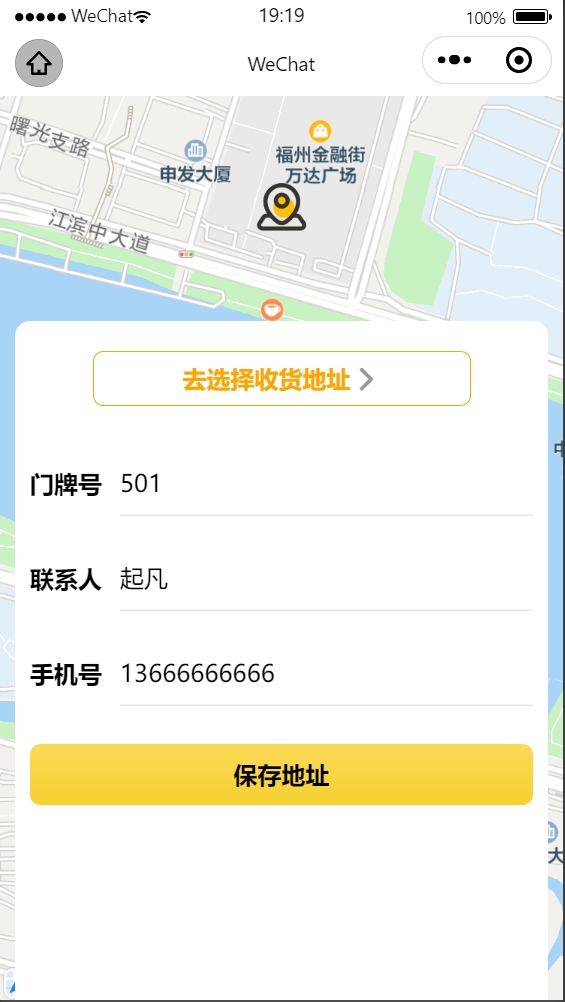 WeChat 19:19 100%
WeChat
曙光支路
申发大厦
福州金融街
万达广场
江滨中大道
去选择收货地址
中
门牌号 501
联系人 起凡
手机号 13666666666
保存地址
大